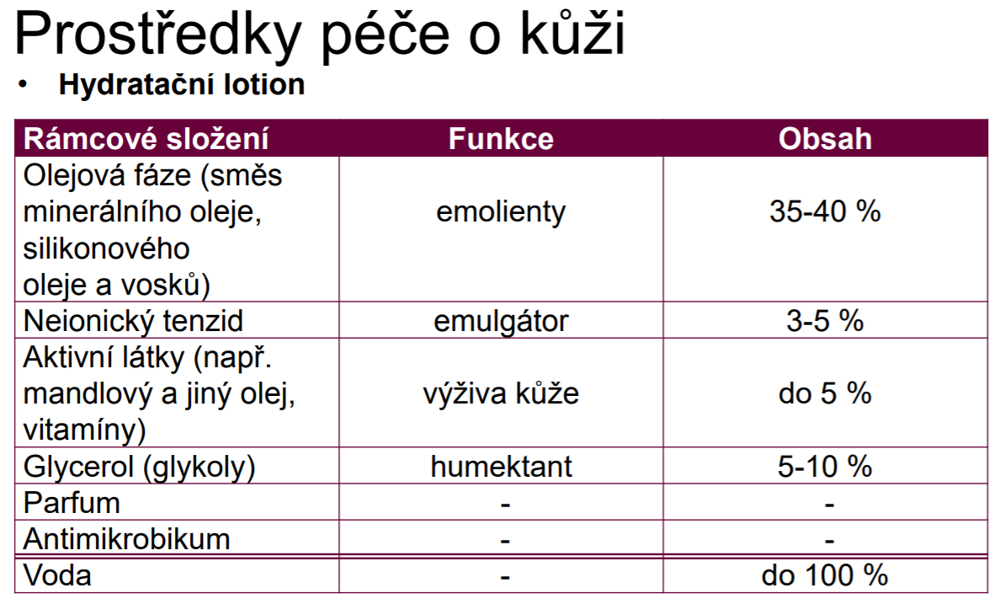 Prostředky péče o kůži
• Hydratační lotion
Rámcové složení Funkce Obsah
Olejová fáze (směs
minerálního oleje, emolienty 35-40 %
silikonového
oleje a vosků)
Neionický tenzid emulgátor 3-5 %
Aktivní látky (např.
mandlový a jiný olej, výživa kůže do 5 %
vitamíny)
Glycerol (glykoly) humektant 5-10 %
Parfum - -
Antimikrobikum - -
Voda - do 100 %